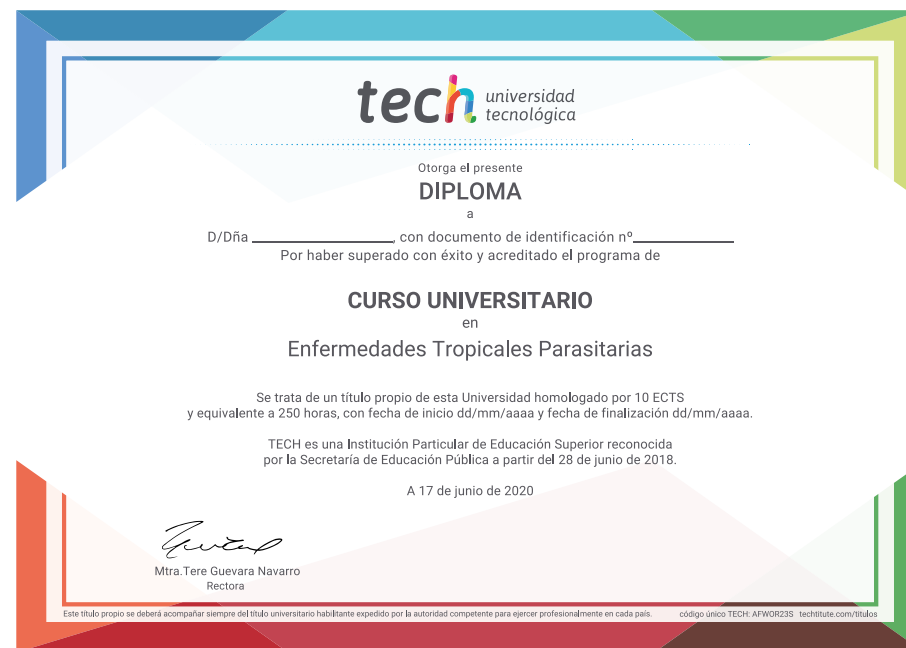 tech universidad
tecnológica
Otorga el presente
DIPLOMA
a
D/Dña ____________________, con documento de identificación nº______________
Por haber superado con éxito y acreditado el programa de
CURSO UNIVERSITARIO
en
Enfermedades Tropicales Parasitarias
Se trata de un título propio de esta Universidad homologado por 10 ECTS
y equivalente a 250 horas, con fecha de inicio dd/mm/aaaa y fecha de finalización dd/mm/aaaa.
TECH es una Institución Particular de Educación Superior reconocida
por la Secretaría de Educación Pública a partir del 28 de junio de 2018.
A 17 de junio de 2020
Mtra.Tere Guevara Navarro
Rectora
Este título propio se deberá acompañar siempre del título universitario habilitante expedido por la autoridad competente para ejercer profesionalmente en cada país. código único TECH: AFWOR23S techtitute.com/títulos